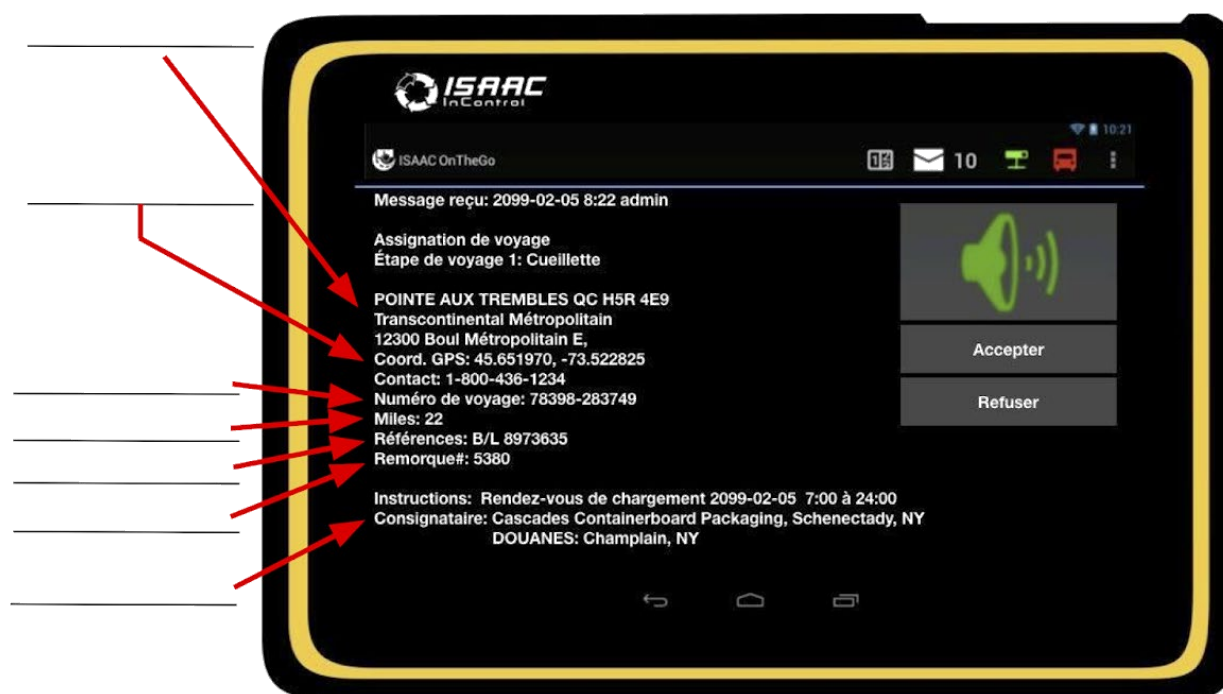 ISAAC
InControl
10:21
ISAAC OnTheGo
10
Message reçu: 2099-02-05 8:22 admin
Assignation de voyage
Étape de voyage 1: Cueillette
POINTE AUX TREMBLES QC H5R 4E9
Transcontinental Métropolitain
12300 Boul Métropolitain E,
Coord. GPS: 45.651970, -73.522825
Contact: 1-800-436-1234
Numéro de voyage: 78398-283749
Miles: 22
Références: B/L 8973635
Remorque#: 5380
Instructions: Rendez-vous de chargement 2099-02-05 7:00 à 24:00
Consignataire: Cascades Containerboard Packaging, Schenectady, NY
DOUANES: Champlain, NY
Accepter
Refuser